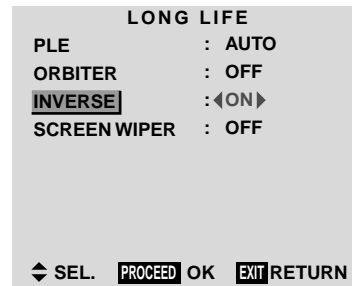 LONG LIFE
PLE : AUTO
ORBITER : OFF
INVERSE : ◀ON▶
SCREEN WIPER : OFF
SEL. PROCEED OK EXIT RETURN